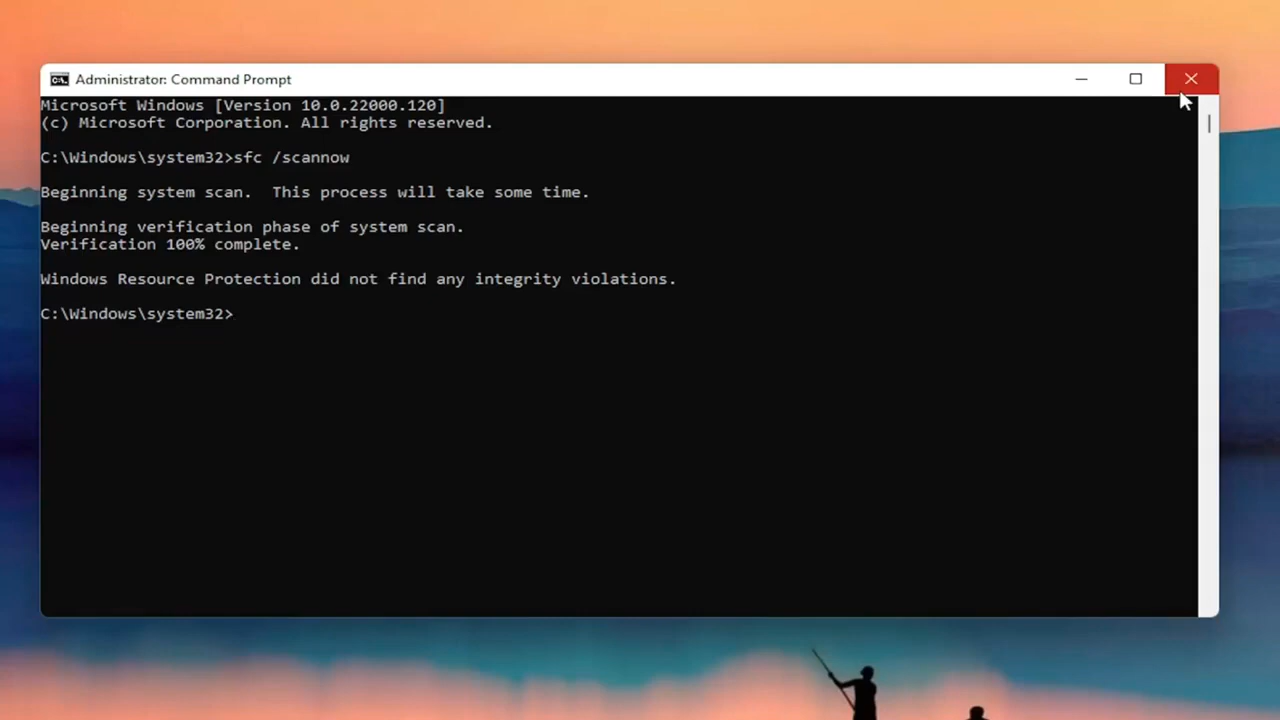 Administrator: Command Prompt
Microsoft Windows [Version 10.0.22000.120]
(c) Microsoft Corporation. All rights reserved.
C:\Windows\system32>sfc /scannow
Beginning system scan.  This process will take some time.
Beginning verification phase of system scan.
Verification 100% complete.
Windows Resource Protection did not find any integrity violations.
C:\Windows\system32>